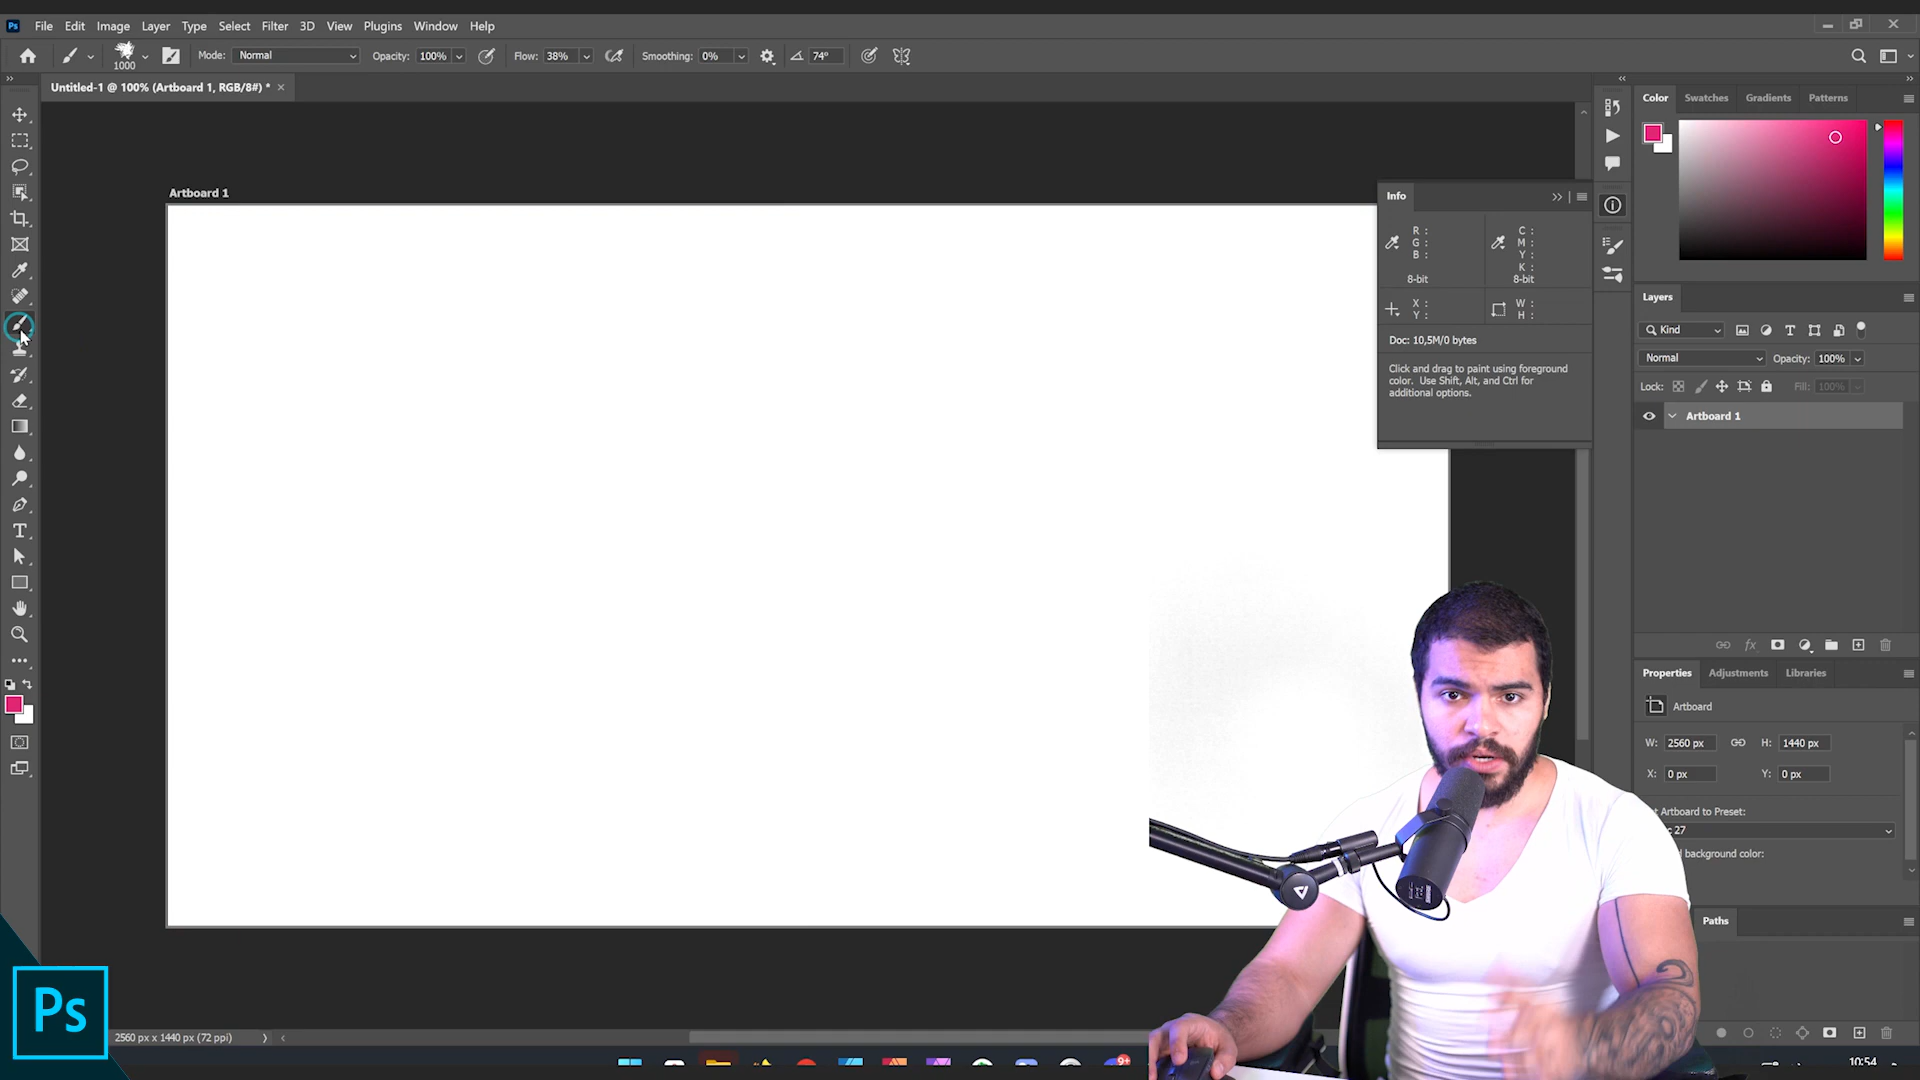 Ps File Edit Image Layer Type Select Filter 3D View Plugins Window Help
1000 Mode: Normal Opacity: 100% Flow: 38% Smoothing: 0% 74°
Untitled-1 @ 100% (Artboard 1, RGB/8#) * ×
Artboard 1
Color Swatches Gradients Patterns
Info
R :
G :
B :
8-bit
C :
M :
Y :
K :
8-bit
X :
Y :
W :
H :
Doc: 10,5M/0 bytes
Click and drag to paint using foreground
color. Use Shift, Alt, and Ctrl for
additional options.
Layers
Kind
Normal Opacity: 100%
Lock: Fill: 100%
Artboard 1
Properties Adjustments Libraries
Artboard
W: 2560 px H: 1440 px
X: 0 px Y: 0 px
Artboard to Preset:
27
background color:
Paths
Ps
2560 px x 1440 px (72 ppi)
9+
10:54